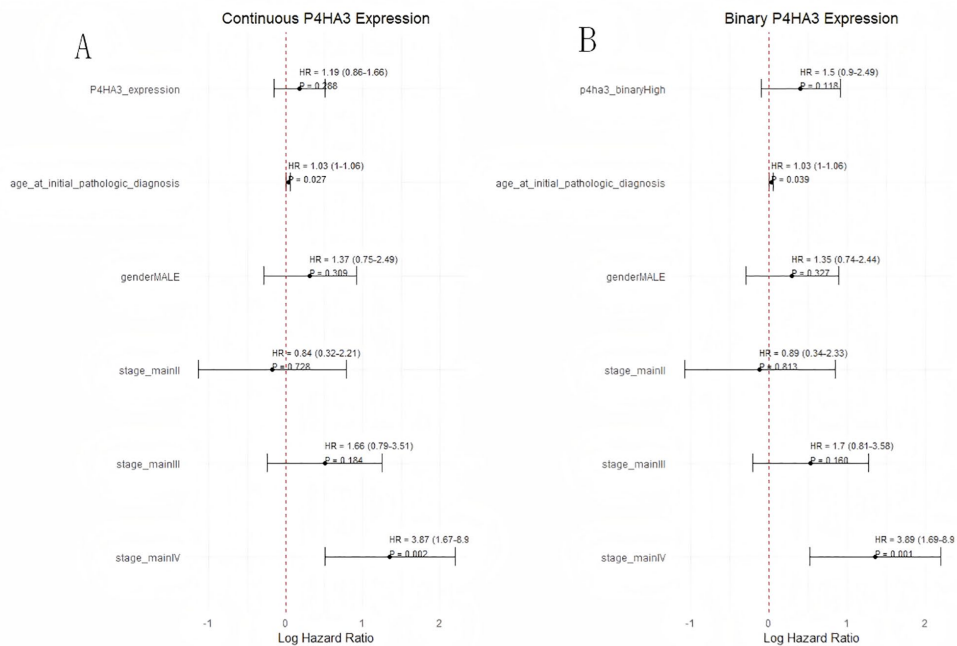 Continuous P4HA3 Expression
A
HR = 1.19 (0.86-1.66)
P4HA3_expression
P = 0.288
HR = 1.03 (1-1.06)
age_at_initial_pathologic_diagnosis
P = 0.027
HR = 1.37 (0.75-2.49)
genderMALE
P = 0.309
HR = 0.84 (0.32-2.21)
stage_mainII
P = 0.728
HR = 1.66 (0.79-3.51)
stage_mainIII
P = 0.184
HR = 3.87 (1.67-8.9
stage_mainIV
P = 0.002
-1 0 1 2
Log Hazard Ratio
Binary P4HA3 Expression
B
HR = 1.5 (0.9-2.49)
p4ha3_binaryHigh
P = 0.118
HR = 1.03 (1-1.06)
age_at_initial_pathologic_diagnosis
P = 0.039
HR = 1.35 (0.74-2.44)
genderMALE
P = 0.327
HR = 0.89 (0.34-2.33)
stage_mainII
P = 0.813
HR = 1.7 (0.81-3.58)
stage_mainIII
P = 0.160
HR = 3.89 (1.69-8.9
stage_mainIV
P = 0.001
-1 0 1 2
Log Hazard Ratio